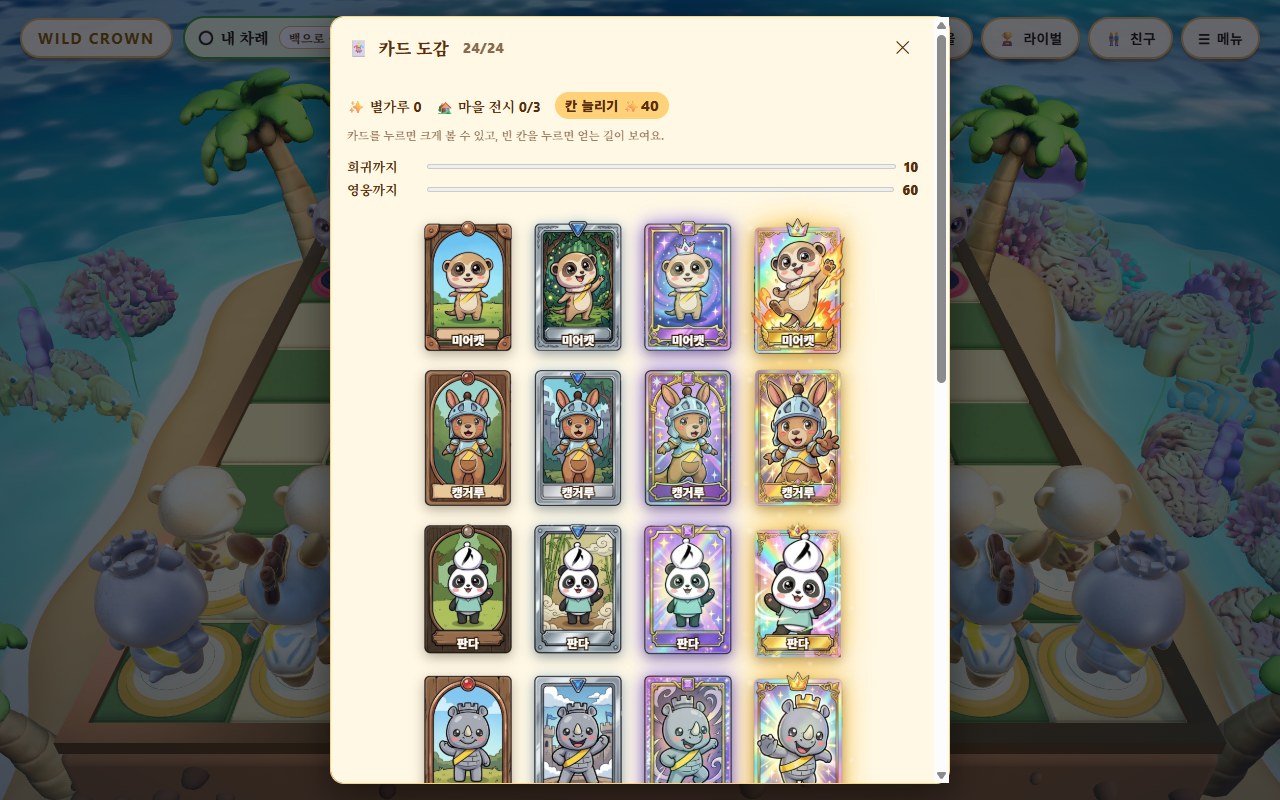 WILD CROWN
내 차례
백으로
라이벌
친구
메뉴
카드 도감 24/24
별가루 0 마을 전시 0/3 칸 늘리기 40
카드를 누르면 크게 볼 수 있고, 빈 칸을 누르면 얻는 길이 보여요.
희귀까지 10
영웅까지 60
미어캣 미어캣 미어캣 미어캣
캥거루 캥거루 캥거루 캥거루
판다 판다 판다 판다